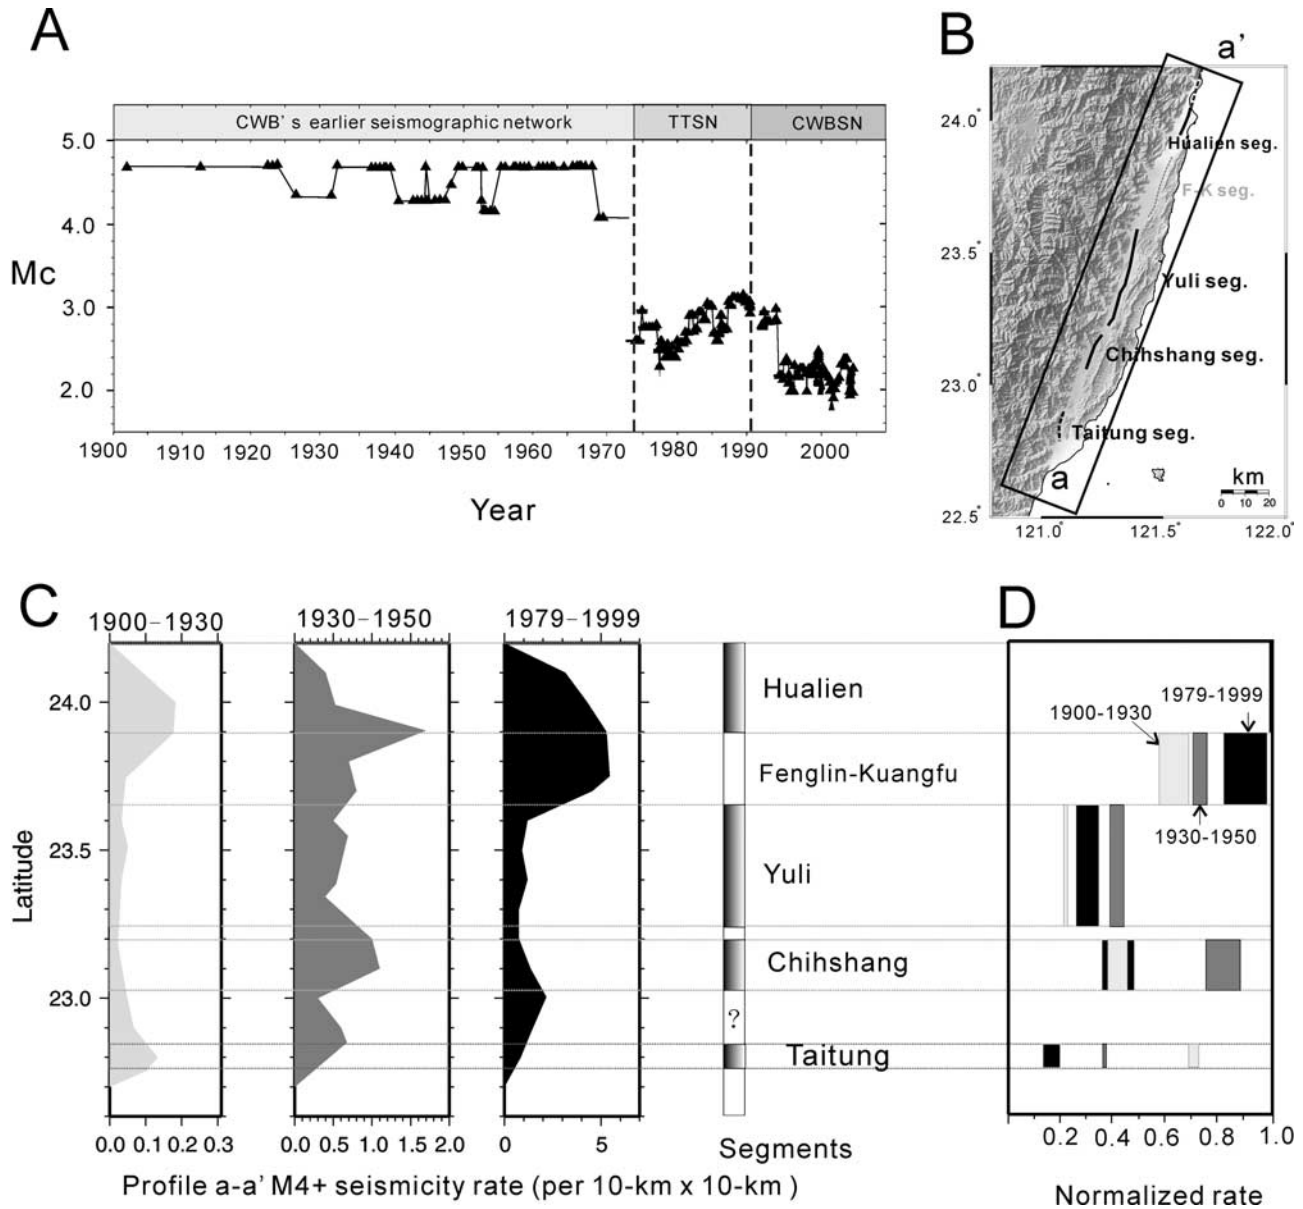 A
CWB' s earlier seismographic network
TTSN
CWBSN
5.0
4.0
Mc
3.0
2.0
1900 1910 1920 1930 1940 1950 1960 1970 1980 1990 2000
Year
B
a'
24.0°
Hualien seg.
F-K seg.
23.5°
Yuli seg.
Chihshang seg.
23.0°
Taitung seg.
a
km
0 10 20
22.5°
121.0° 121.5° 122.0°
C
1900-1930 1930-1950 1979-1999
24.0
23.5
23.0
Latitude
0.0 0.1 0.2 0.3
0.0 0.5 1.0 1.5 2.0
0 5
Profile a-a' M4+ seismicity rate (per 10-km x 10-km )
Hualien
Fenglin-Kuangfu
Yuli
Chihshang
?
Taitung
Segments
D
1979-1999
1900-1930
1930-1950
0.2 0.4 0.6 0.8 1.0
Normalized rate